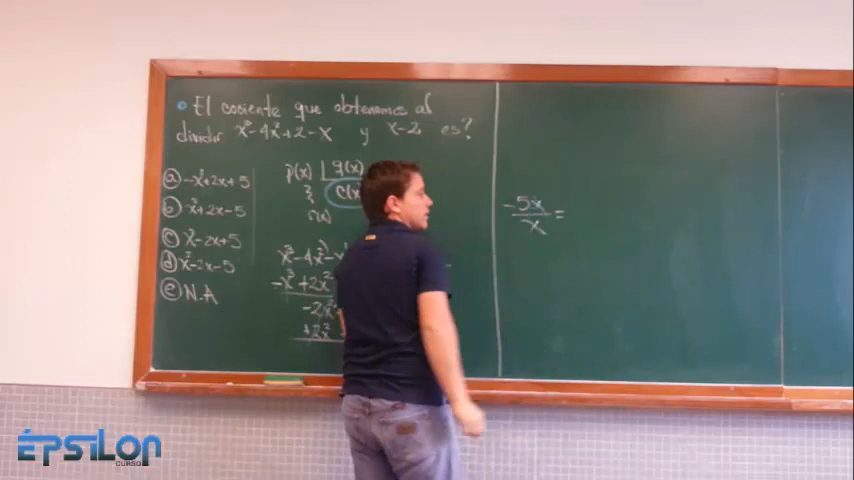 • El cociente que obtenemos al
dividir x³-4x²+2-x y x-2 es?
ⓐ -x²+2x+5
ⓑ x²+2x-5
ⓒ x²-2x+5
ⓓ x²-2x-5
ⓔ N.A
p(x) | q(x)
r(x)
x³-4x²
-x³+2x²
-2x²
+2x²
-5x
x =
ÉPSILON
CURSO